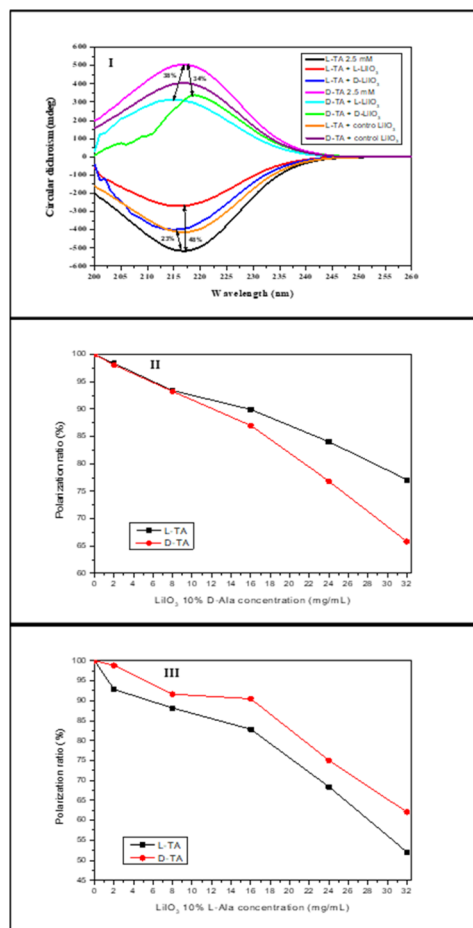 I
L-TA 2.5 mM
L-TA + L-LiIO₃
L-TA + D-LiIO₃
D-TA 2.5 mM
D-TA + L-LiIO₃
D-TA + D-LiIO₃
L-TA + contro LiIO₃
D-TA + control LiIO₃
38%
34%
23%
48%
Circular dichroism (mdeg)
600
500
400
300
200
100
0
-100
-200
-300
-400
-500
-600
200 205 210 215 220 225 230 235 240 245 250 255 260
Wavelength (nm)
II
Polarization ratio (%)
100
95
90
85
80
75
70
65
60
L-TA
D-TA
0 2 4 6 8 10 12 14 16 18 20 22 24 26 28 30 32
LiIO₃ 10% D-Ala concentration (mg/mL)
III
Polarization ratio (%)
100
95
90
85
80
75
70
65
60
55
50
45
L-TA
D-TA
0 2 4 6 8 10 12 14 16 18 20 22 24 26 28 30 32
LiIO₃ 10% L-Ala concentration (mg/mL)